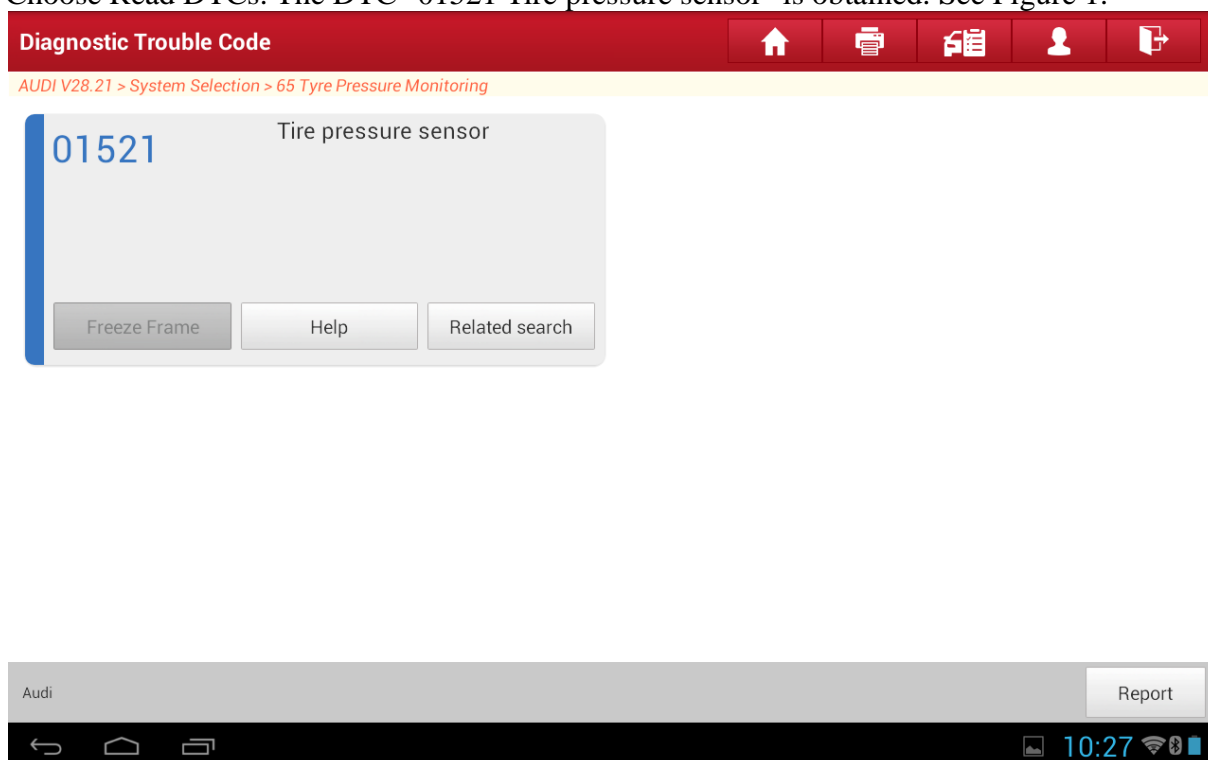 Choose Read DTCs. The DTC "01521 Tire pressure sensor" is obtained. See Figure 1.
Diagnostic Trouble Code
AUDI V28.21 > System Selection > 65 Tyre Pressure Monitoring
01521
Tire pressure sensor
Freeze Frame
Help
Related search
Audi
Report
10:27